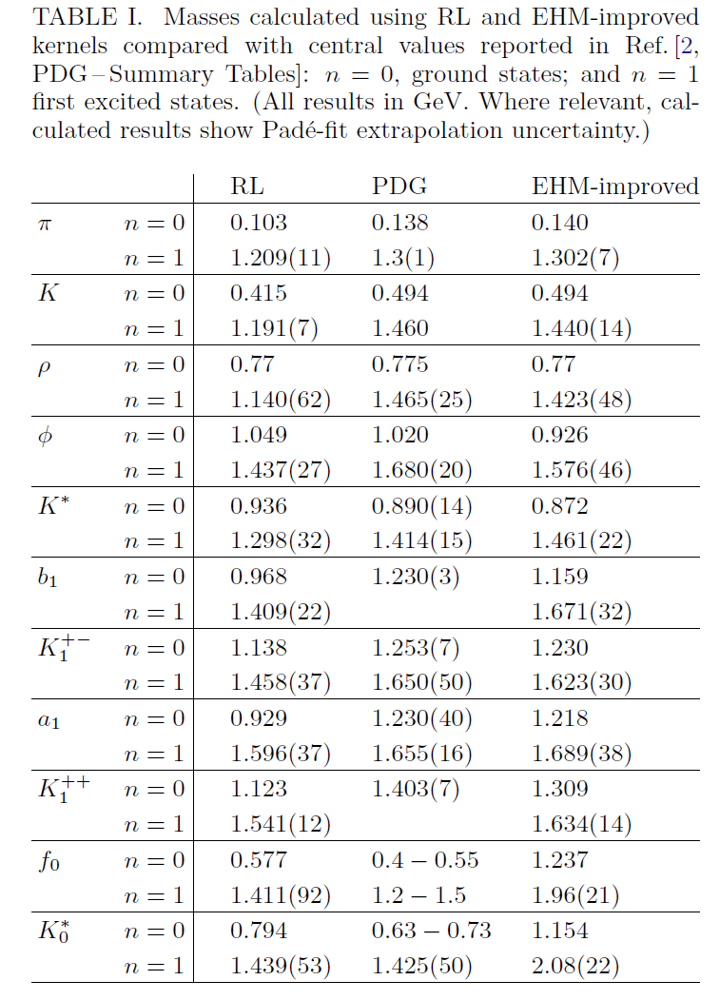 TABLE I. Masses calculated using RL and EHM-improved
kernels compared with central values reported in Ref. [2,
PDG – Summary Tables]: n = 0, ground states; and n = 1
first excited states. (All results in GeV. Where relevant, cal-
culated results show Padé-fit extrapolation uncertainty.)
RL PDG EHM-improved
π n = 0 0.103 0.138 0.140
n = 1 1.209(11) 1.3(1) 1.302(7)
K n = 0 0.415 0.494 0.494
n = 1 1.191(7) 1.460 1.440(14)
ρ n = 0 0.77 0.775 0.77
n = 1 1.140(62) 1.465(25) 1.423(48)
ϕ n = 0 1.049 1.020 0.926
n = 1 1.437(27) 1.680(20) 1.576(46)
K* n = 0 0.936 0.890(14) 0.872
n = 1 1.298(32) 1.414(15) 1.461(22)
b₁ n = 0 0.968 1.230(3) 1.159
n = 1 1.409(22) 1.671(32)
K₁⁺⁻ n = 0 1.138 1.253(7) 1.230
n = 1 1.458(37) 1.650(50) 1.623(30)
a₁ n = 0 0.929 1.230(40) 1.218
n = 1 1.596(37) 1.655(16) 1.689(38)
K₁⁺⁺ n = 0 1.123 1.403(7) 1.309
n = 1 1.541(12) 1.634(14)
f₀ n = 0 0.577 0.4 – 0.55 1.237
n = 1 1.411(92) 1.2 – 1.5 1.96(21)
K₀* n = 0 0.794 0.63 – 0.73 1.154
n = 1 1.439(53) 1.425(50) 2.08(22)